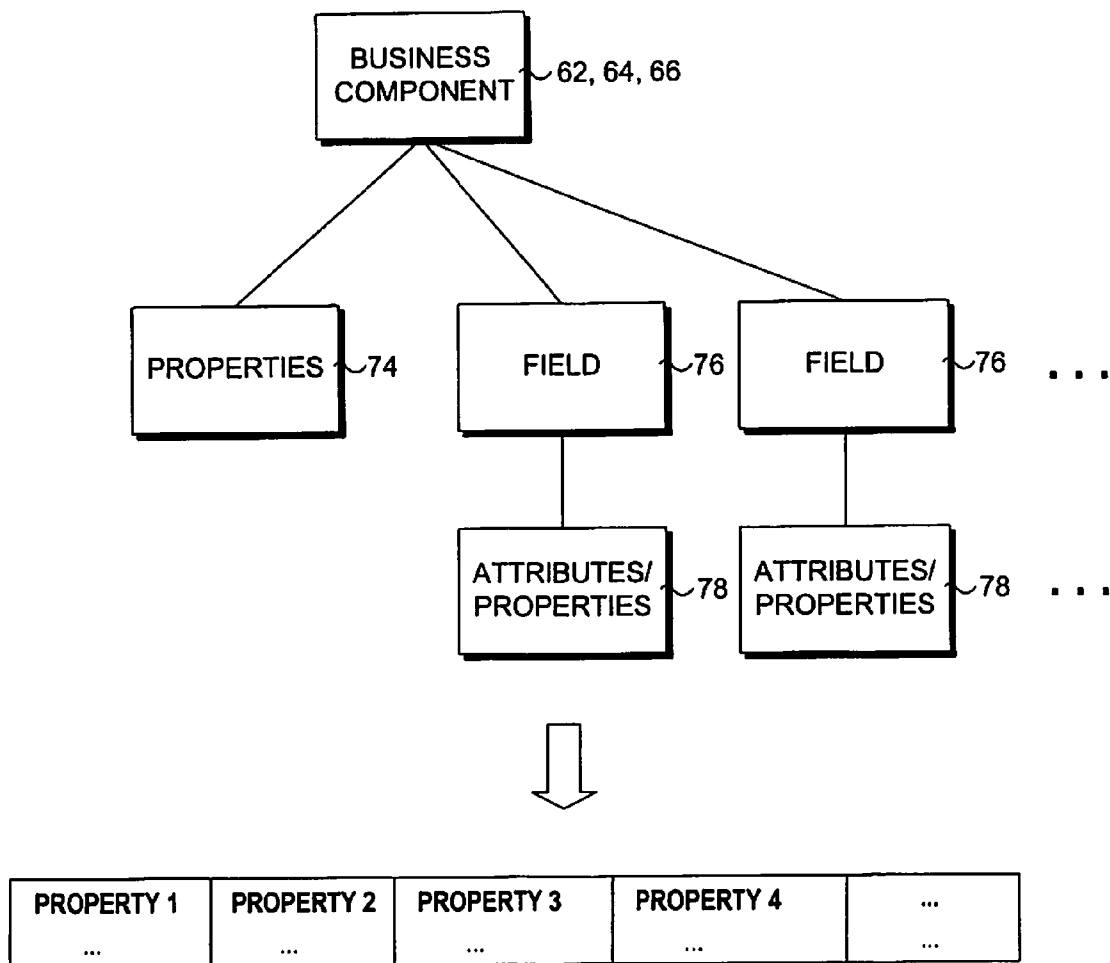 BUSINESS
COMPONENT
62, 64, 66
PROPERTIES
74
FIELD
76
FIELD
76
...
ATTRIBUTES/
PROPERTIES
78
ATTRIBUTES/
PROPERTIES
78
...
PROPERTY 1 PROPERTY 2 PROPERTY 3 PROPERTY 4 ...
... ... ... ... ...